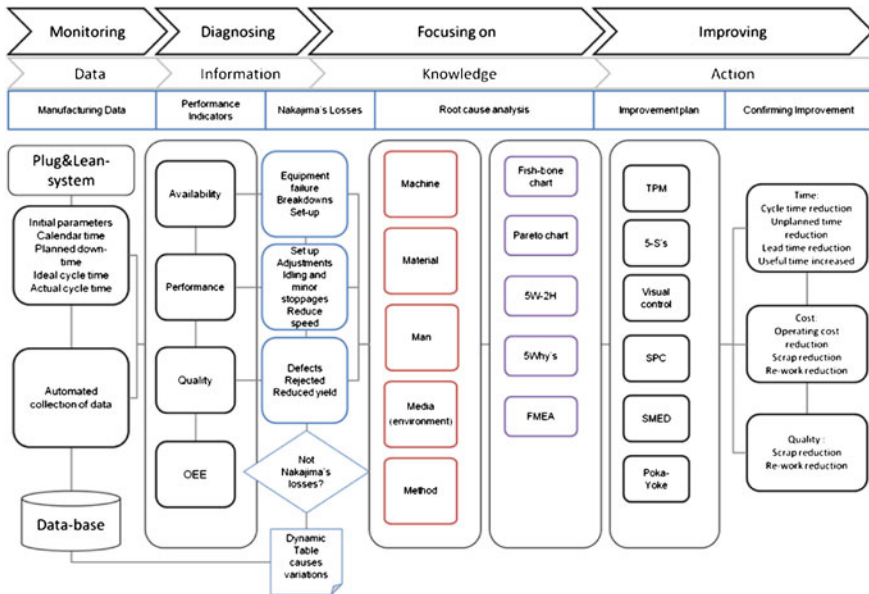 Monitoring
Diagnosing
Focusing on
Improving
Data
Information
Knowledge
Action
Manufacturing Data
Performance
Indicators
Nakajima´s Losses
Root cause analysis
Improvement plan
Confirming Improvement
Plug&Lean-
system
Initial parameters
Calendar time
Planned down-
time
Ideal cycle time
Actual cycle time
Automated
collection of data
Data-base
Availability
Performance
Quality
OEE
Equipment
failure
Breakdowns
Set-up
Set up
Adjustments
Idling and
minor
stoppages
Reduce
speed
Defects
Rejected
Reduced yield
Not
Nakajima´s
losses?
Dynamic
Table
causes
variations
Machine
Material
Man
Media
(environment)
Method
Fish-bone
chart
Pareto chart
5W-2H
5Why´s
FMEA
TPM
5-S´s
Visual
control
SPC
SMED
Poka-
Yoke
Time:
Cycle time reduction
Unplanned time
reduction
Lead time reduction
Useful time increased
Cost:
Operating cost
reduction
Scrap reduction
Re-work reduction
Quality :
Scrap reduction
Re-work reduction